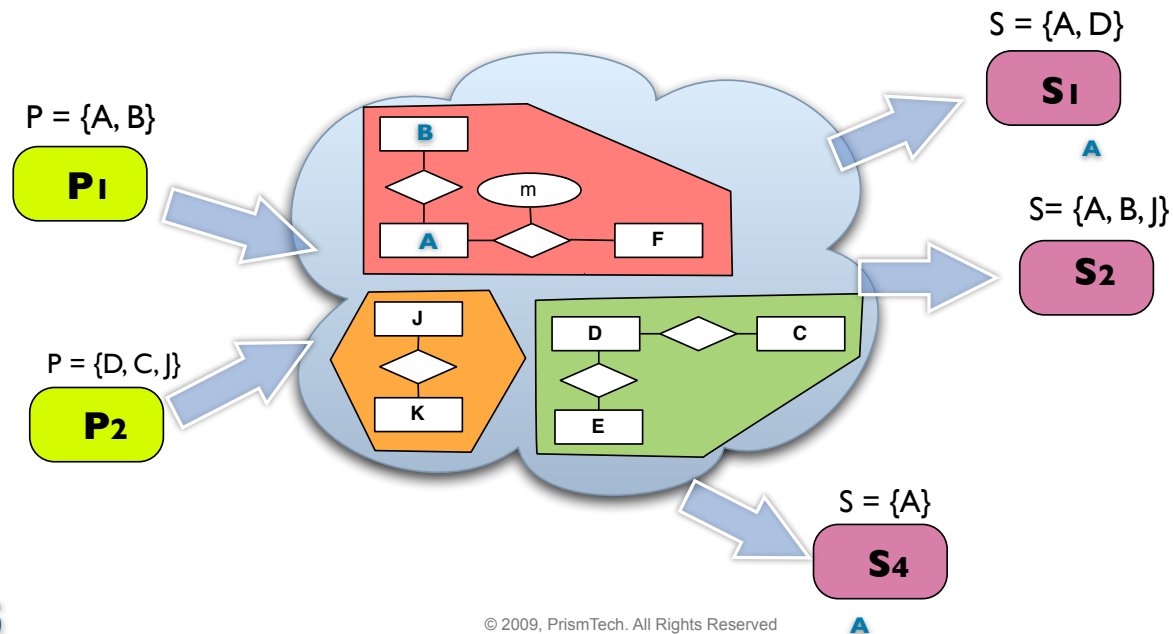 S = {A, D}
S1
A
P = {A, B}
P1
B
m
A
F
S= {A, B, J}
S2
J
D
C
P = {D, C, J}
P2
K
E
S = {A}
S4
A
© 2009, PrismTech. All Rights Reserved